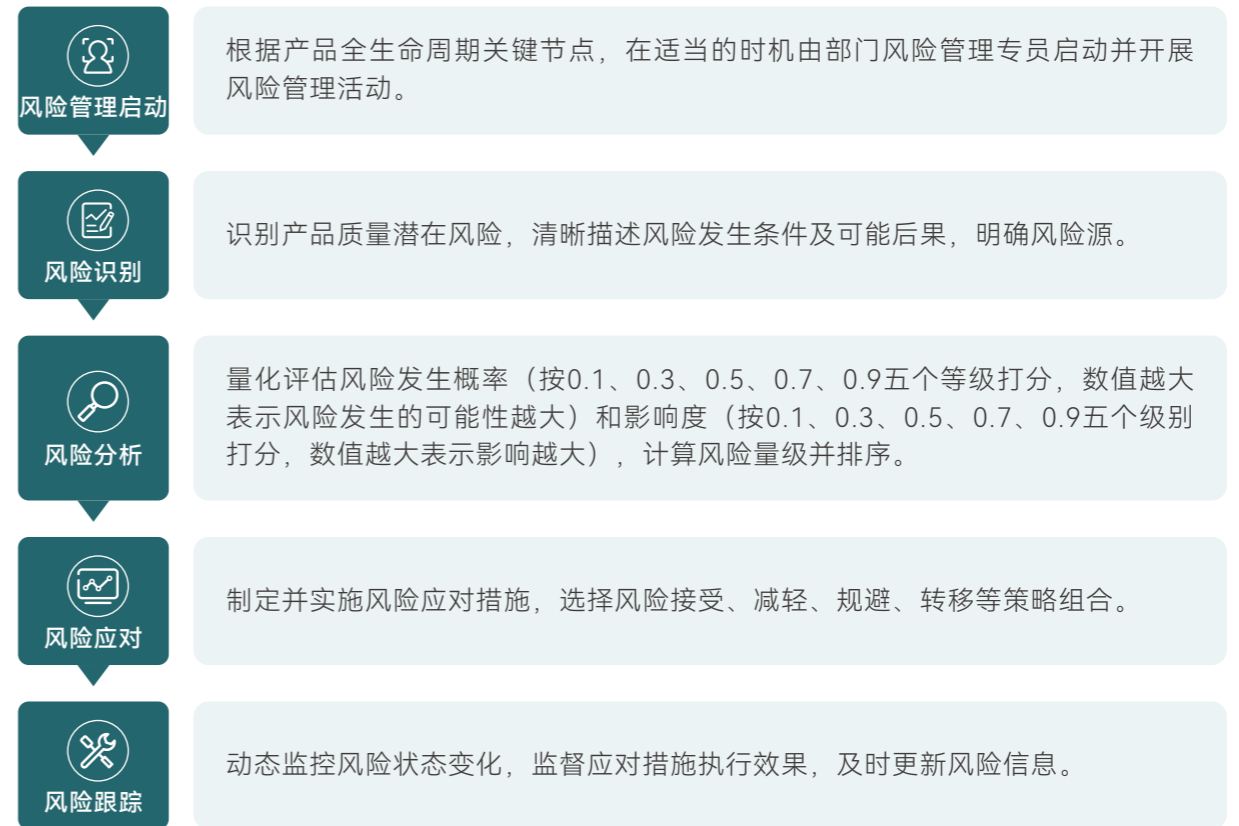 风险管理启动
根据产品全生命周期关键节点，在适当的时机由部门风险管理专员启动并开展
风险管理活动。
风险识别
识别产品质量潜在风险，清晰描述风险发生条件及可能后果，明确风险源。
风险分析
量化评估风险发生概率（按0.1、0.3、0.5、0.7、0.9五个等级打分，数值越大
表示风险发生的可能性越大）和影响度（按0.1、0.3、0.5、0.7、0.9五个级别
打分，数值越大表示影响越大），计算风险量级并排序。
风险应对
制定并实施风险应对措施，选择风险接受、减轻、规避、转移等策略组合。
风险跟踪
动态监控风险状态变化，监督应对措施执行效果，及时更新风险信息。